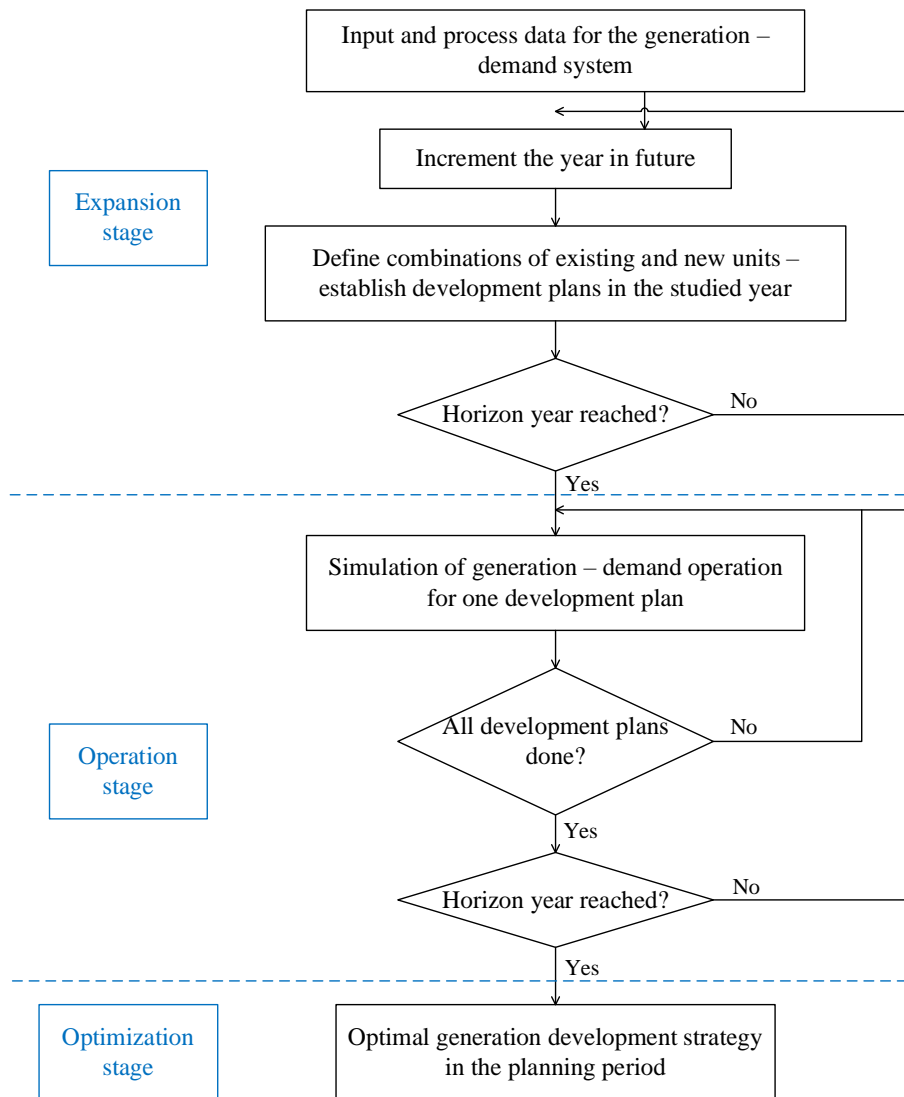 Input and process data for the generation –
demand system
Increment the year in future
Expansion
stage
Define combinations of existing and new units –
establish development plans in the studied year
Horizon year reached?
No
Yes
Simulation of generation – demand operation
for one development plan
All development plans
done?
No
Operation
stage
Yes
Horizon year reached?
No
Yes
Optimization
stage
Optimal generation development strategy
in the planning period